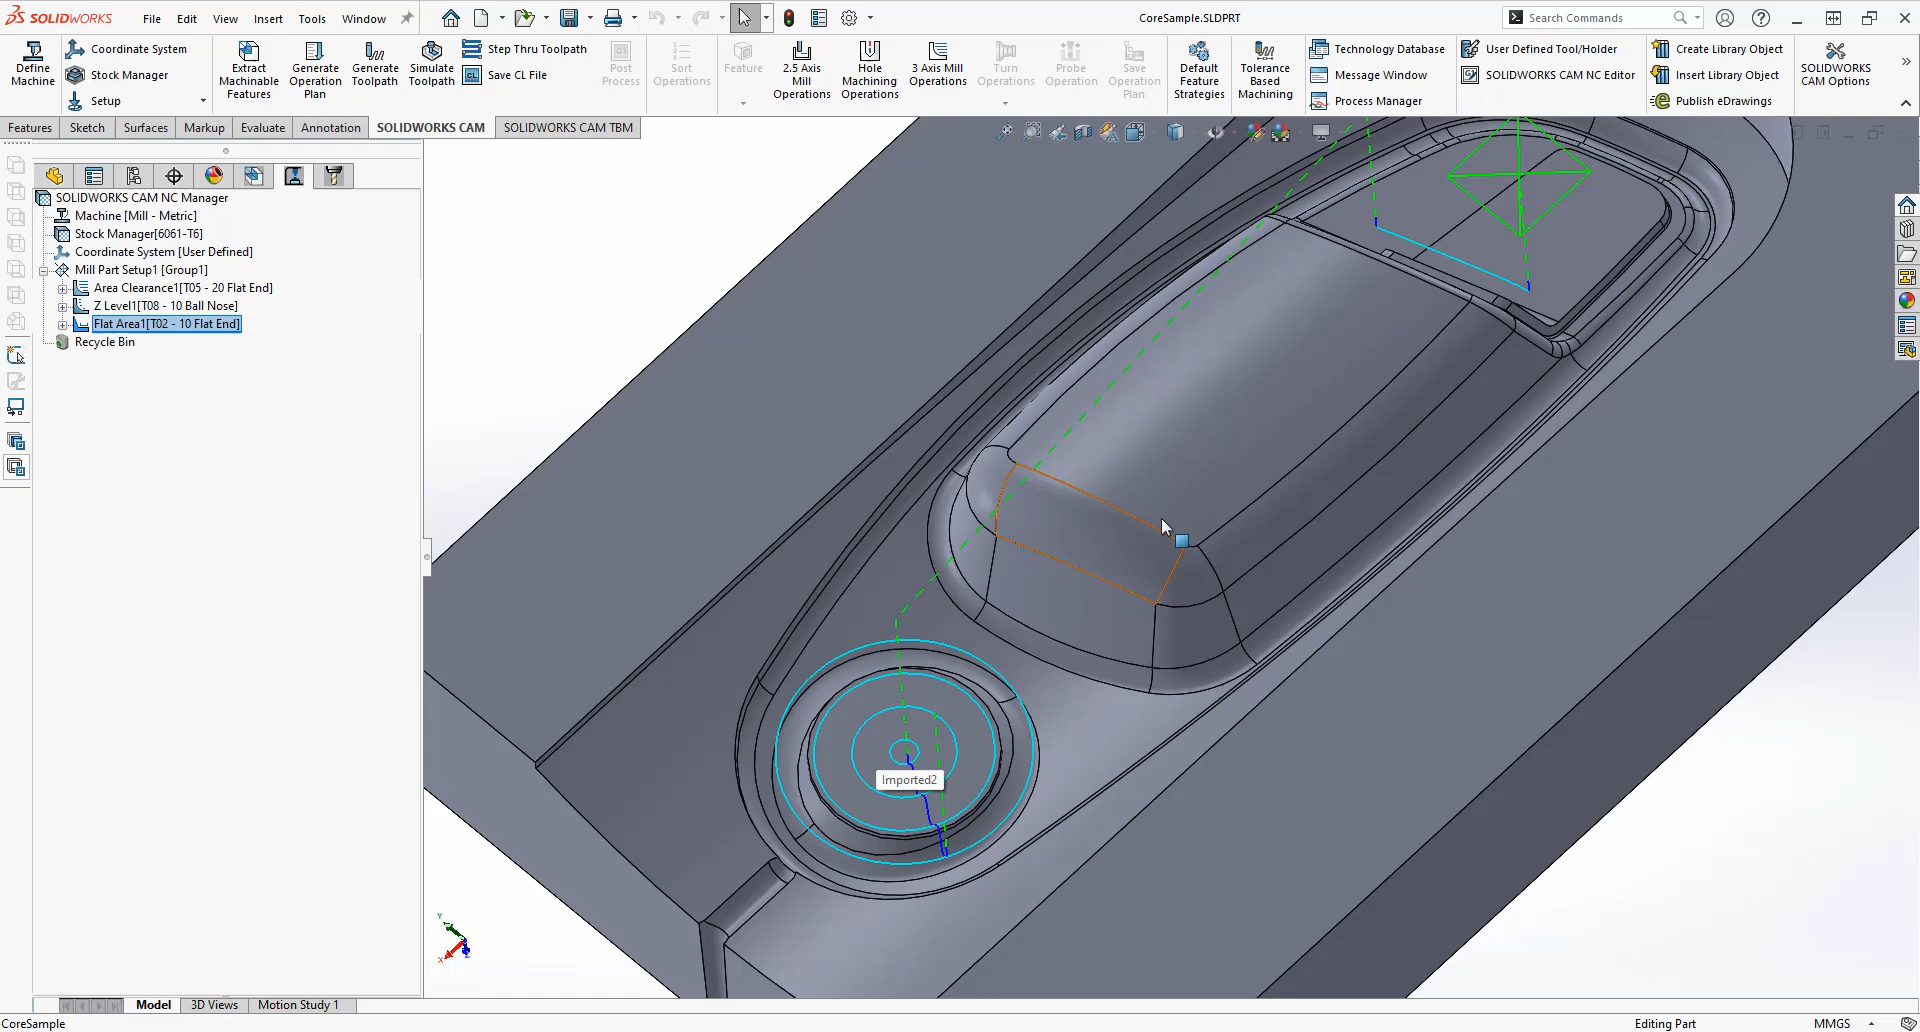 SOLIDWORKS
File Edit View Insert Tools Window
CoreSample.SLDPRT
Search Commands
Define Machine
Coordinate System
Stock Manager
Setup
Extract Machinable Features
Generate Operation Plan
Generate Toolpath
Simulate Toolpath
Step Thru Toolpath
Save CL File
Post Process
Sort Operations
Feature
2.5 Axis Mill Operations
Hole Machining Operations
3 Axis Mill Operations
Turn Operations
Probe Operation
Save Operation Plan
Default Feature Strategies
Tolerance Based Machining
Technology Database
Message Window
Process Manager
User Defined Tool/Holder
SOLIDWORKS CAM NC Editor
Create Library Object
Insert Library Object
Publish eDrawings
SOLIDWORKS CAM Options
Features Sketch Surfaces Markup Evaluate Annotation SOLIDWORKS CAM SOLIDWORKS CAM TBM
SOLIDWORKS CAM NC Manager
Machine [Mill - Metric]
Stock Manager[6061-T6]
Coordinate System [User Defined]
Mill Part Setup1 [Group1]
Area Clearance1[T05 - 20 Flat End]
Z Level1[T08 - 10 Ball Nose]
Flat Area1[T02 - 10 Flat End]
Recycle Bin
Imported2
Y
X
Z
Model 3D Views Motion Study 1
CoreSample
Editing Part
MMGS